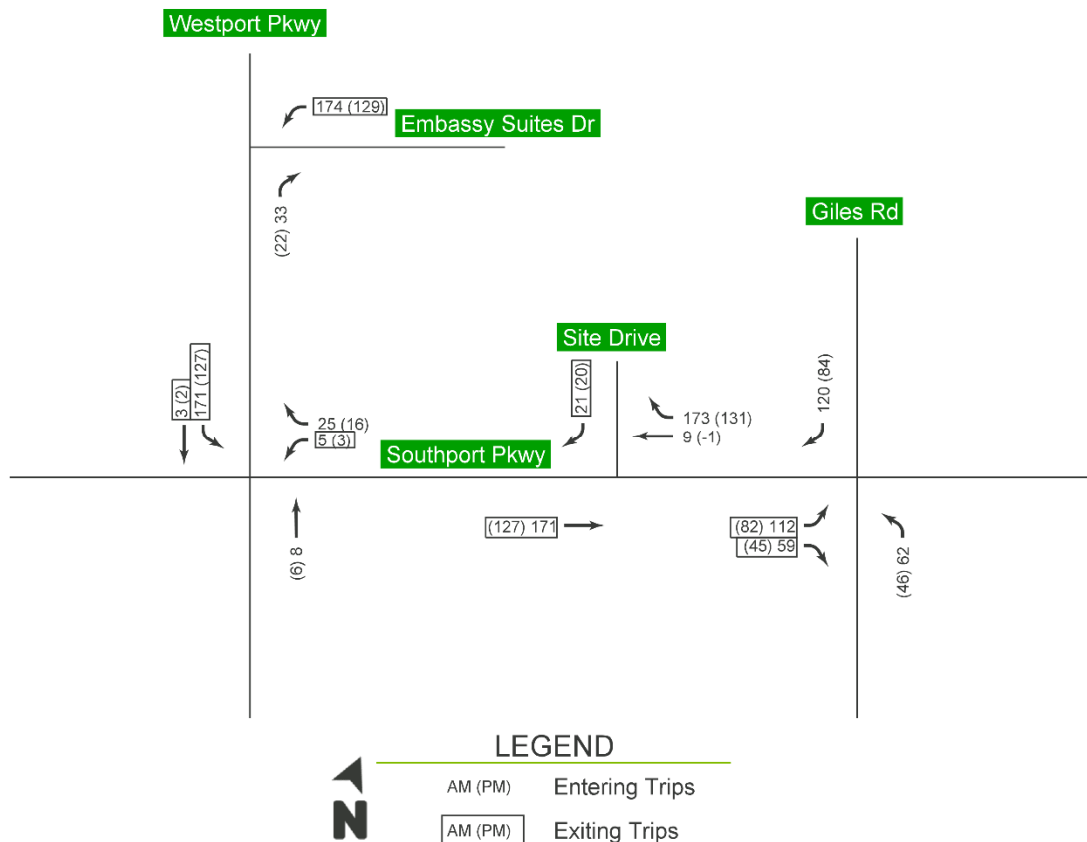 Westport Pkwy
174 (129)
Embassy Suites Dr
(22) 33
Giles Rd
Site Drive
3 (2)
171 (127)
21 (20)
120 (84)
25 (16)
5 (3)
173 (131)
9 (-1)
Southport Pkwy
(127) 171
(82) 112
(45) 59
(6) 8
(46) 62
LEGEND
AM (PM) Entering Trips
AM (PM) Exiting Trips
N